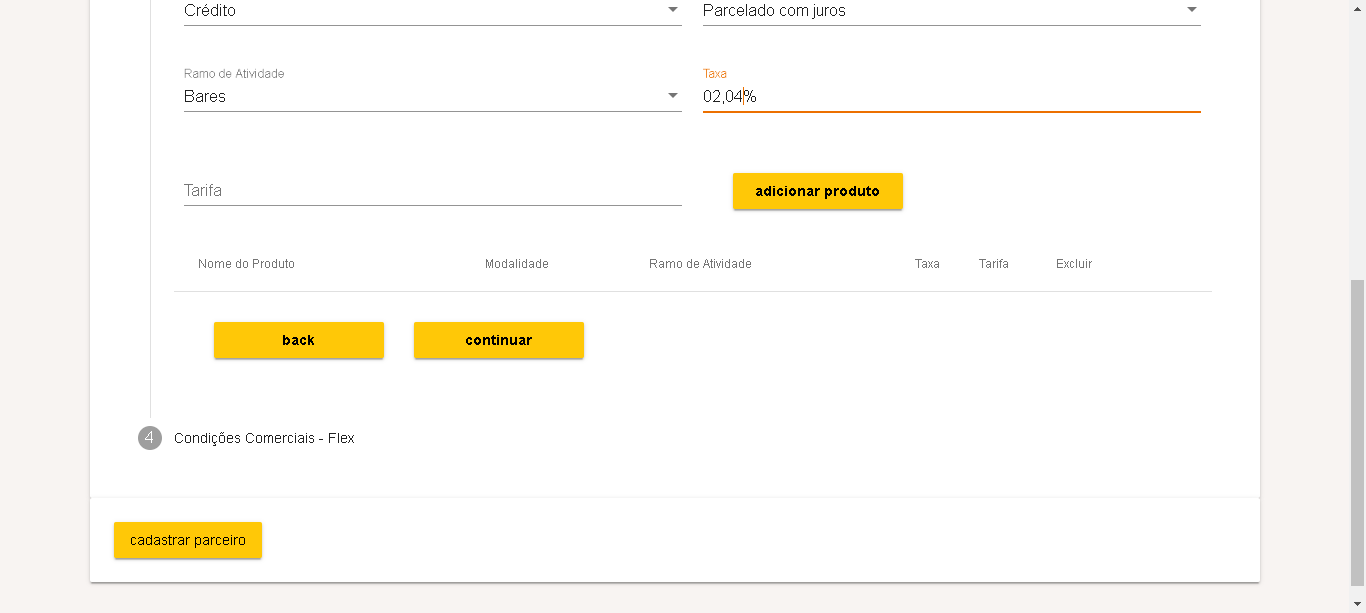 Crédito
Parcelado com juros
Ramo de Atividade
Taxa
Bares
02,04%
Tarifa
adicionar produto
Nome do Produto Modalidade Ramo de Atividade Taxa Tarifa Excluir
back
continuar
4 Condições Comerciais - Flex
cadastrar parceiro